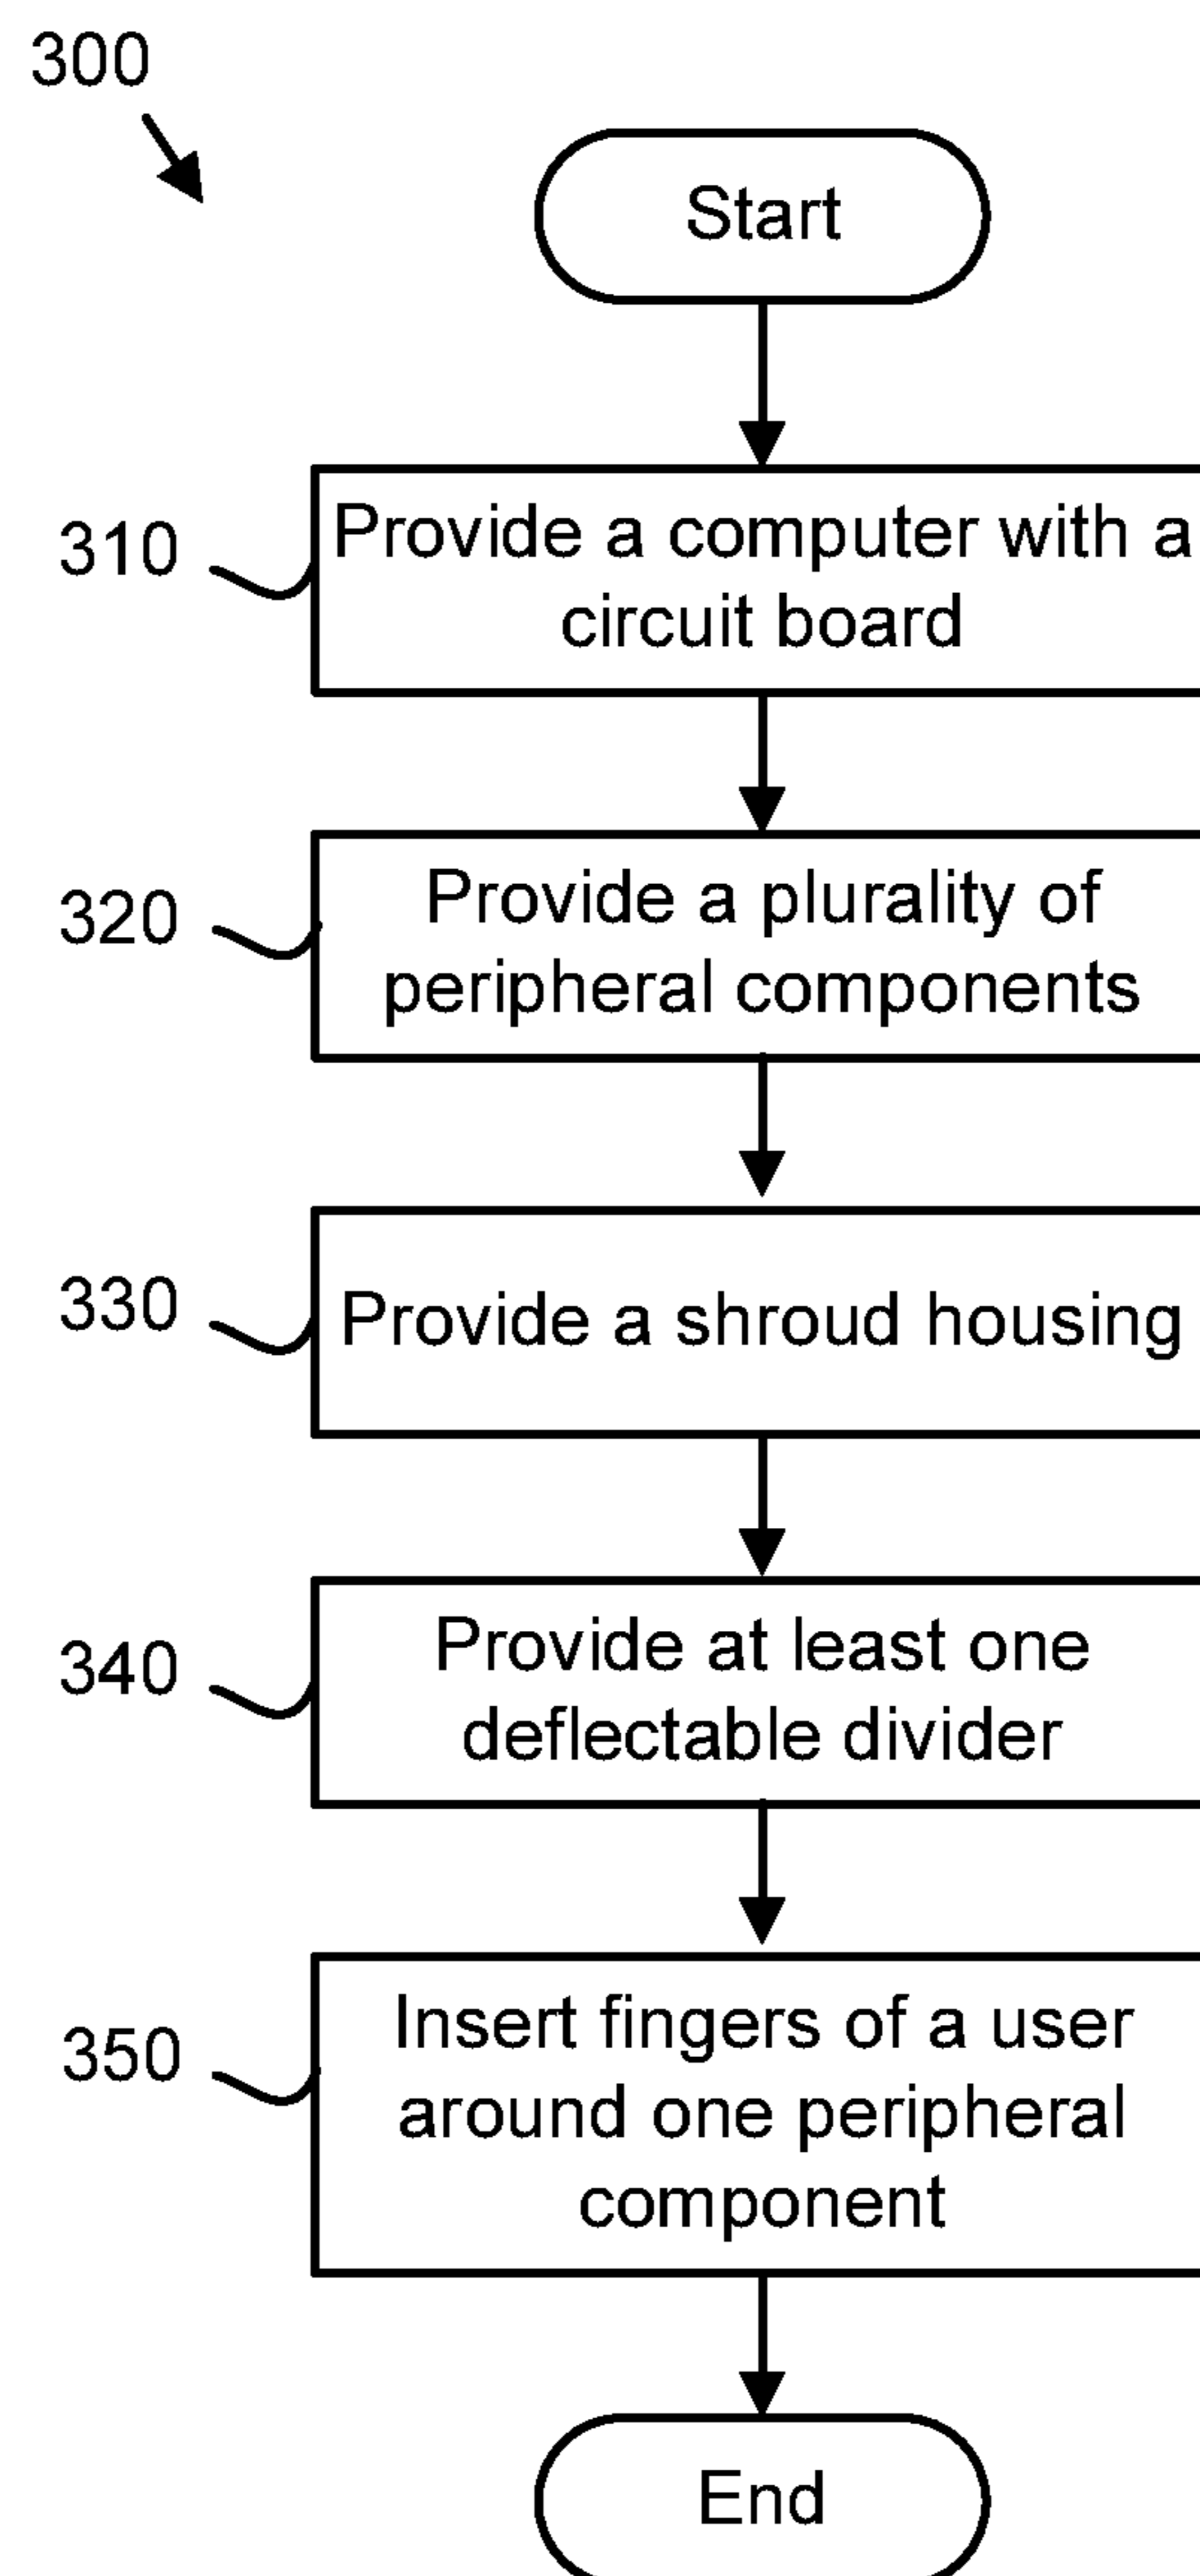 300
Start
310
Provide a computer with a
circuit board
320
Provide a plurality of
peripheral components
330
Provide a shroud housing
340
Provide at least one
deflectable divider
350
Insert fingers of a user
around one peripheral
component
End